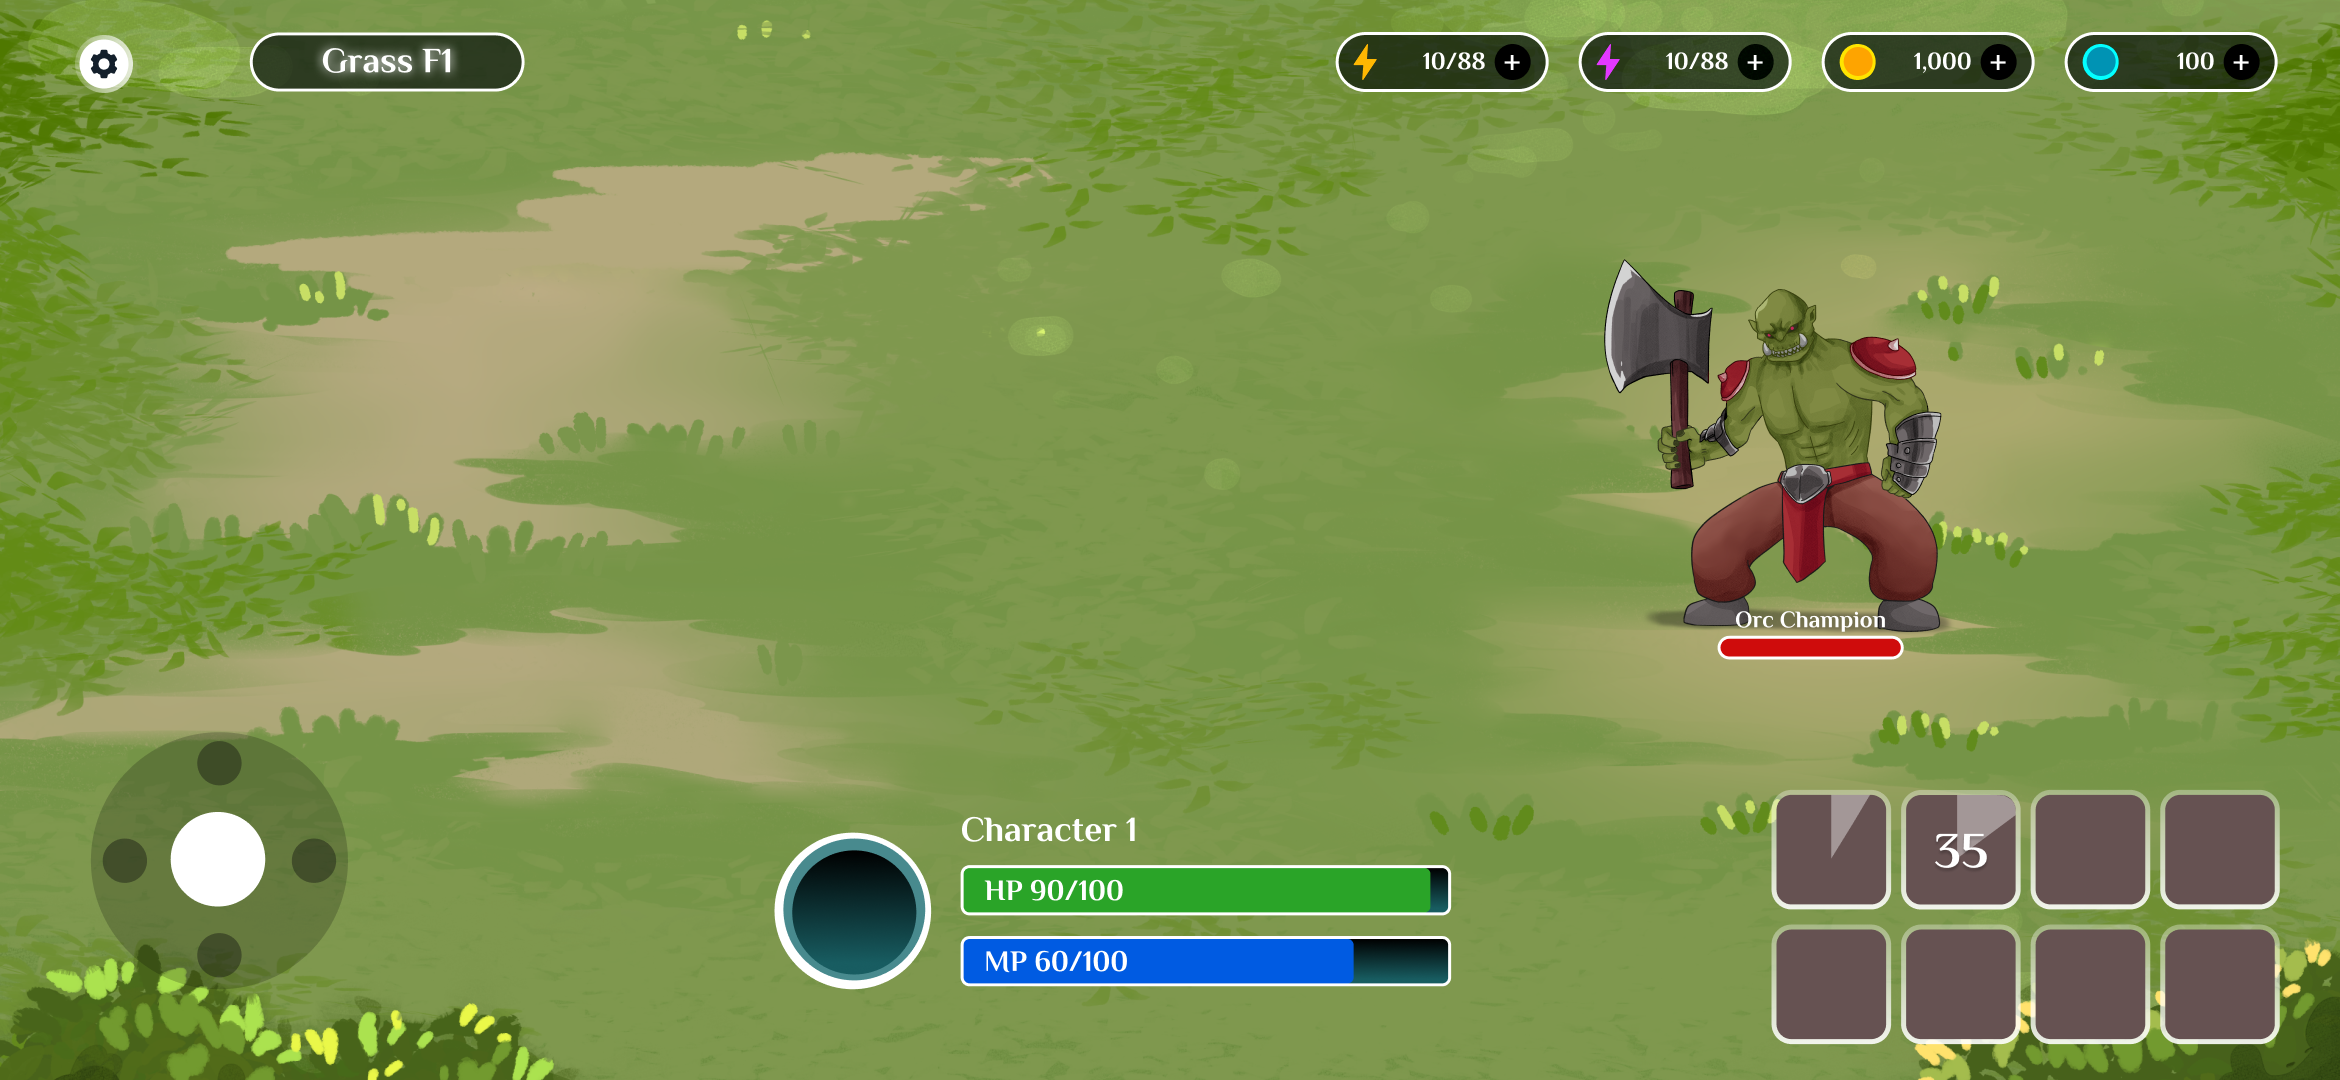 Grass F1
10/88 +
10/88 +
1,000 +
100 +
Orc Champion
Character 1
HP 90/100
MP 60/100
35